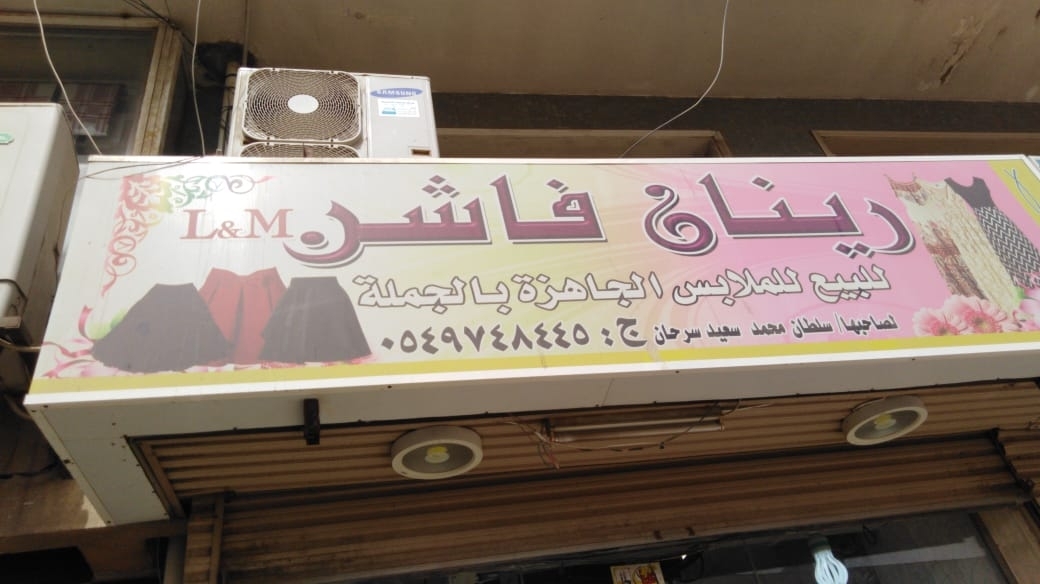 SAMSUNG
رينان فاشن
L&M
للبيع للملابس الجاهزة بالجملة
لصاحبها/ سلطان محمد سعيد سرحان ج: ٠٥٤٩٧٤٨٤٤٥